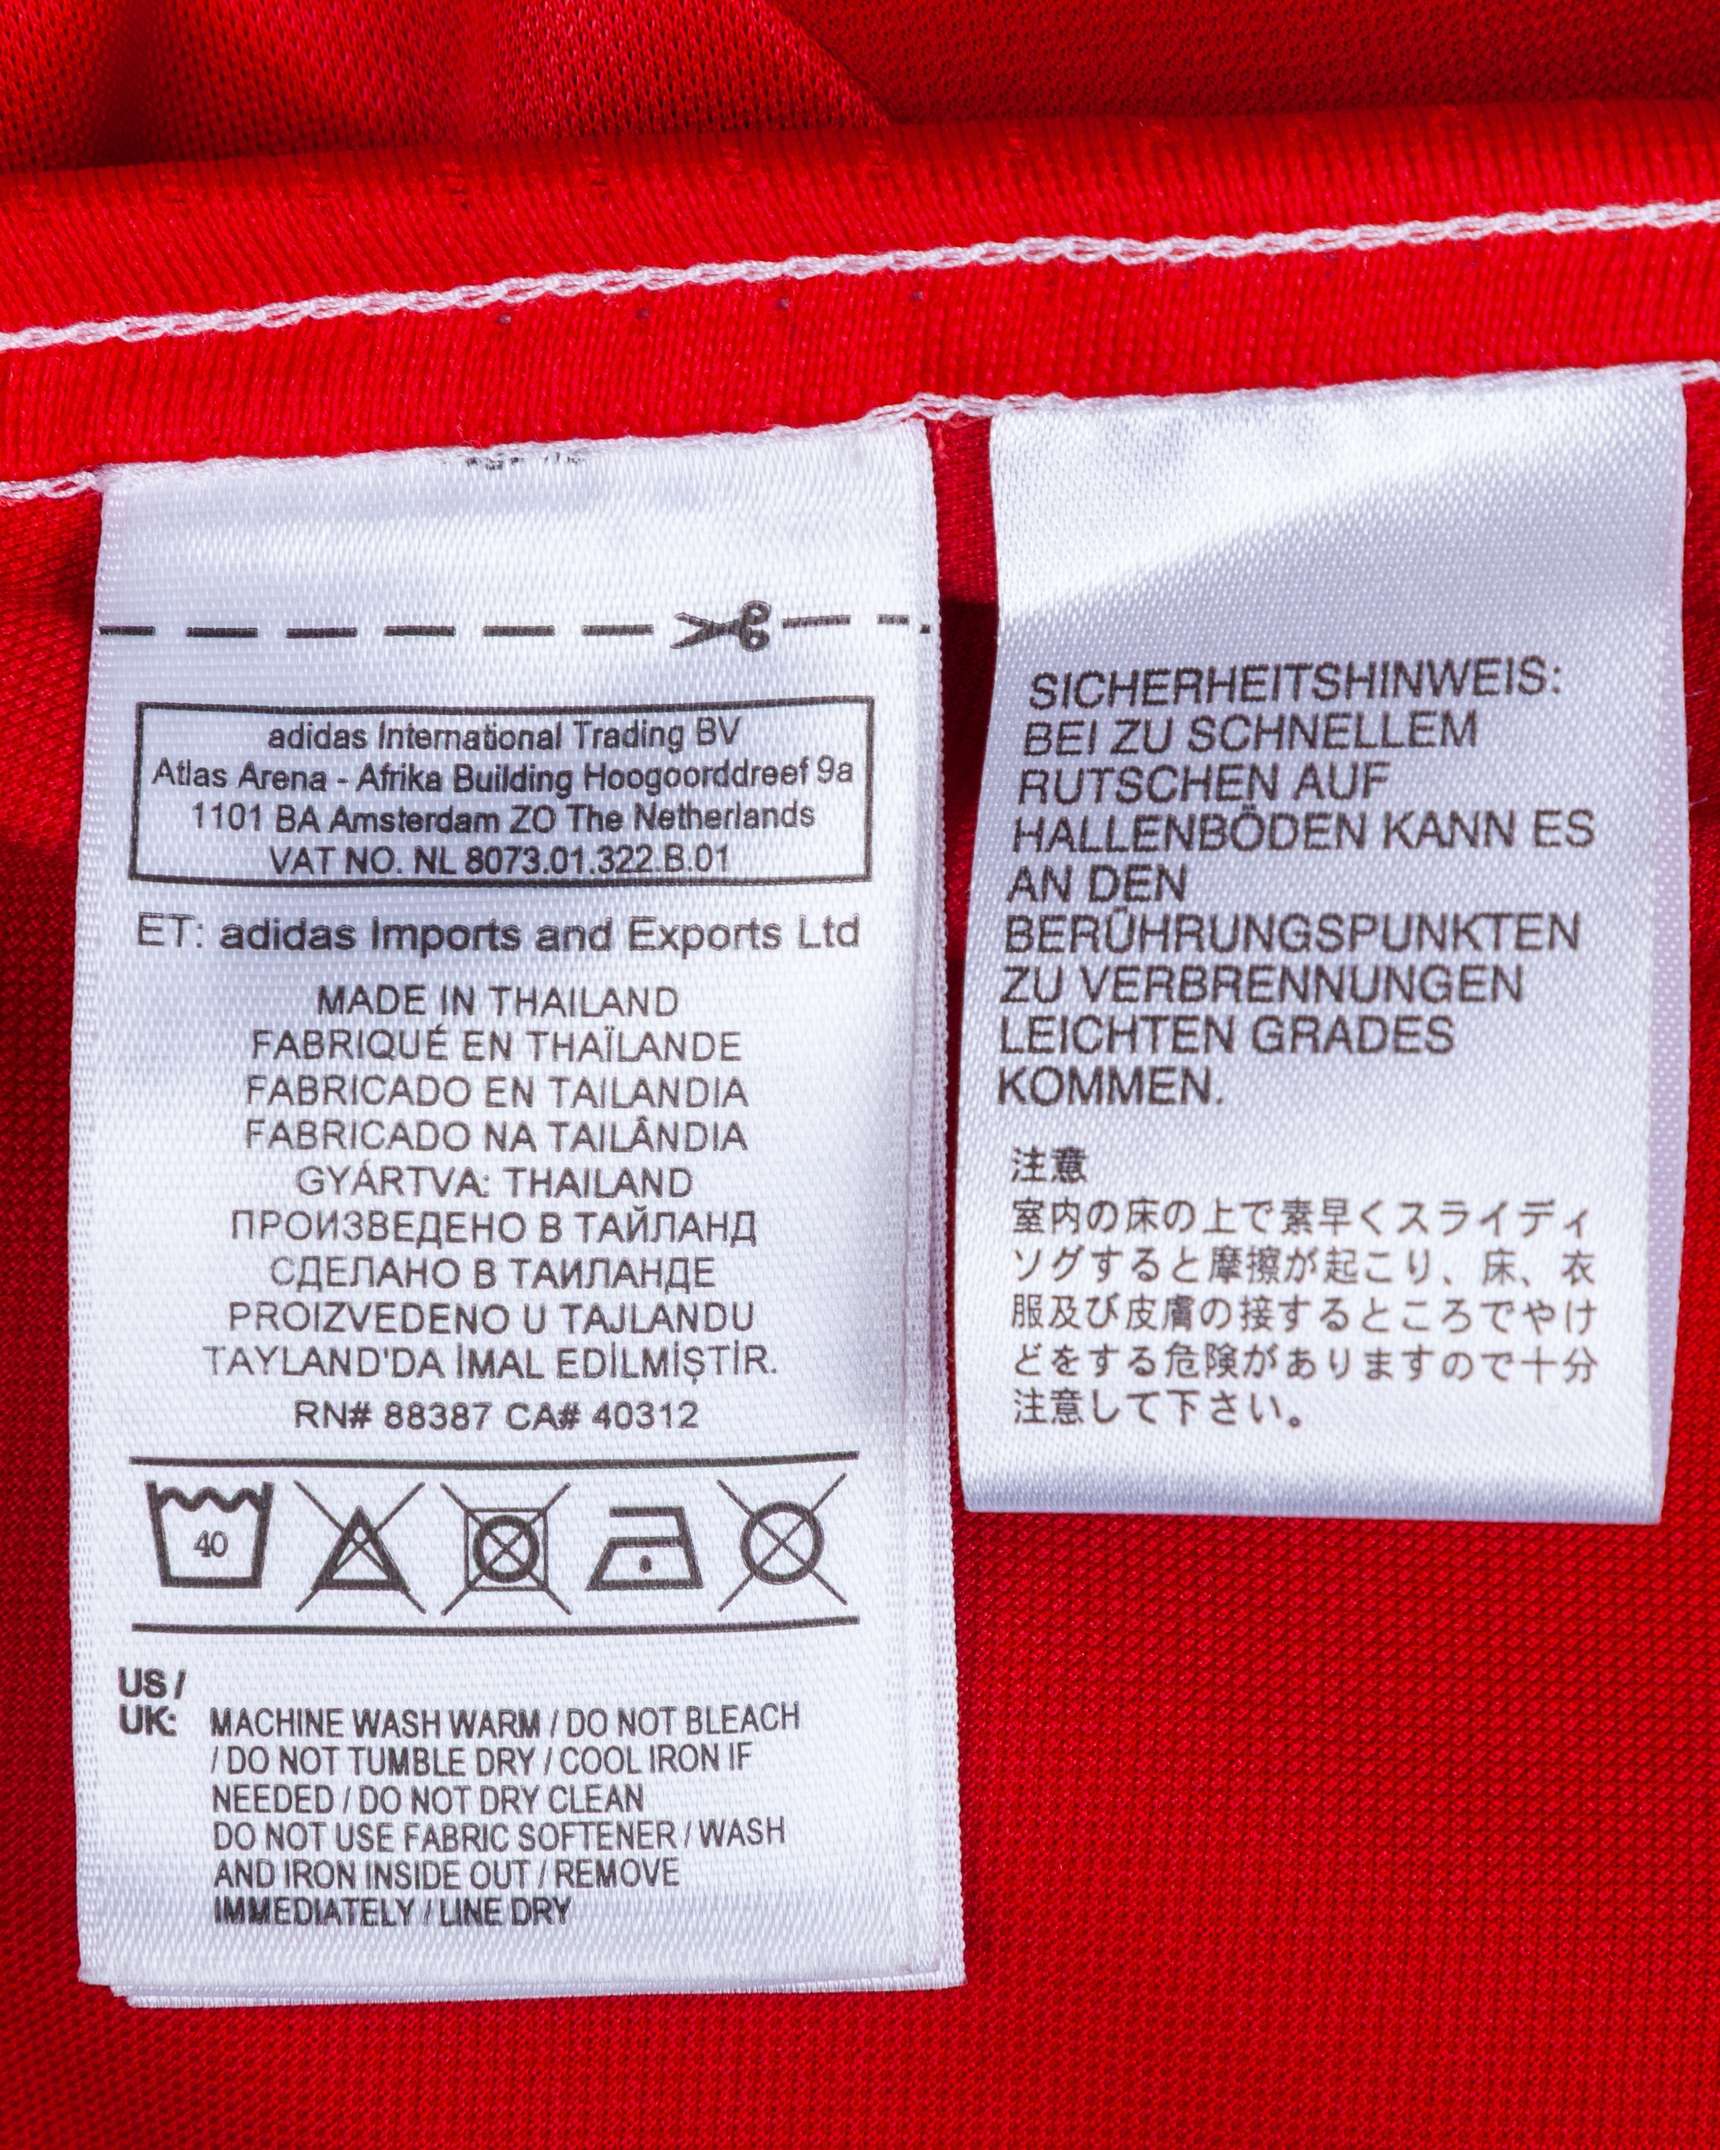 adidas International Trading BV
Atlas Arena - Afrika Building Hoogoorddreef 9a
1101 BA Amsterdam ZO The Netherlands
VAT NO. NL 8073.01.322.B.01
ET: adidas Imports and Exports Ltd
MADE IN THAILAND
FABRIQUÉ EN THAÏLANDE
FABRICADO EN TAILANDIA
FABRICADO NA TAILÂNDIA
GYÁRTVA: THAILAND
ПРОИЗВЕДЕНО В ТАЙЛАНД
СДЕЛАНО В ТАИЛАНДЕ
PROIZVEDENO U TAJLANDU
TAYLAND'DA İMAL EDİLMİŞTİR.
RN# 88387 CA# 40312
40
US /
UK: MACHINE WASH WARM / DO NOT BLEACH
/ DO NOT TUMBLE DRY / COOL IRON IF
NEEDED / DO NOT DRY CLEAN
DO NOT USE FABRIC SOFTENER / WASH
AND IRON INSIDE OUT / REMOVE
IMMEDIATELY / LINE DRY
SICHERHEITSHINWEIS:
BEI ZU SCHNELLEM
RUTSCHEN AUF
HALLENBÖDEN KANN ES
AN DEN
BERÜHRUNGSPUNKTEN
ZU VERBRENNUNGEN
LEICHTEN GRADES
KOMMEN.
注意
室内の床の上で素早くスライディ
ソグすると摩擦が起こり、床、衣
服及び皮膚の接するところでやけ
どをする危険がありますので十分
注意して下さい。